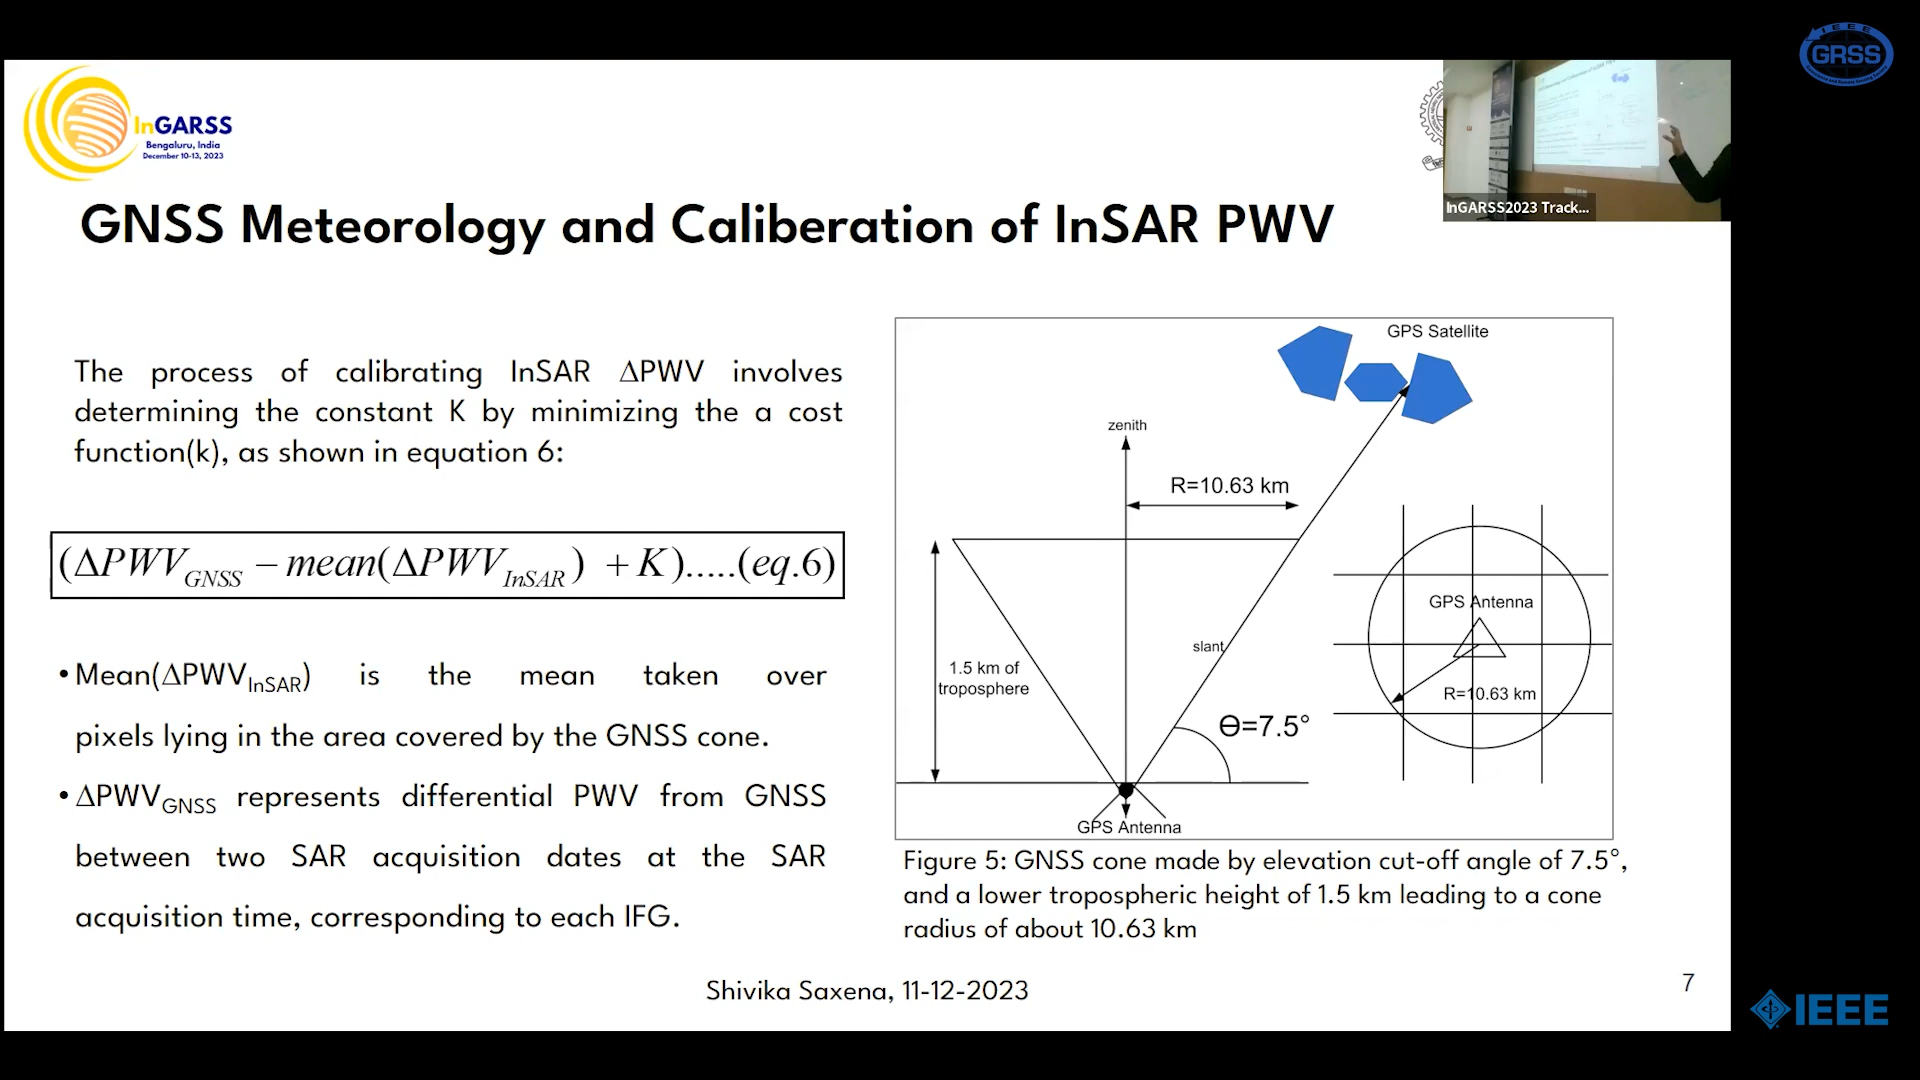 InGARSS
Bengaluru, India
December 10-13, 2023
IEEE
GRSS
InGARSS2023 Track...
GNSS Meteorology and Caliberation of InSAR PWV
The process of calibrating InSAR ΔPWV involves
determining the constant K by minimizing the a cost
function(k), as shown in equation 6:
(ΔPWV_GNSS − mean(ΔPWV_InSAR) + K).....(eq.6)
• Mean(ΔPWV_InSAR) is the mean taken over
pixels lying in the area covered by the GNSS cone.
• ΔPWV_GNSS represents differential PWV from GNSS
between two SAR acquisition dates at the SAR
acquisition time, corresponding to each IFG.
GPS Satellite
zenith
R=10.63 km
slant
1.5 km of
troposphere
Ɵ=7.5°
GPS Antenna
GPS Antenna
R=10.63 km
Figure 5: GNSS cone made by elevation cut-off angle of 7.5°,
and a lower tropospheric height of 1.5 km leading to a cone
radius of about 10.63 km
Shivika Saxena, 11-12-2023
7
IEEE